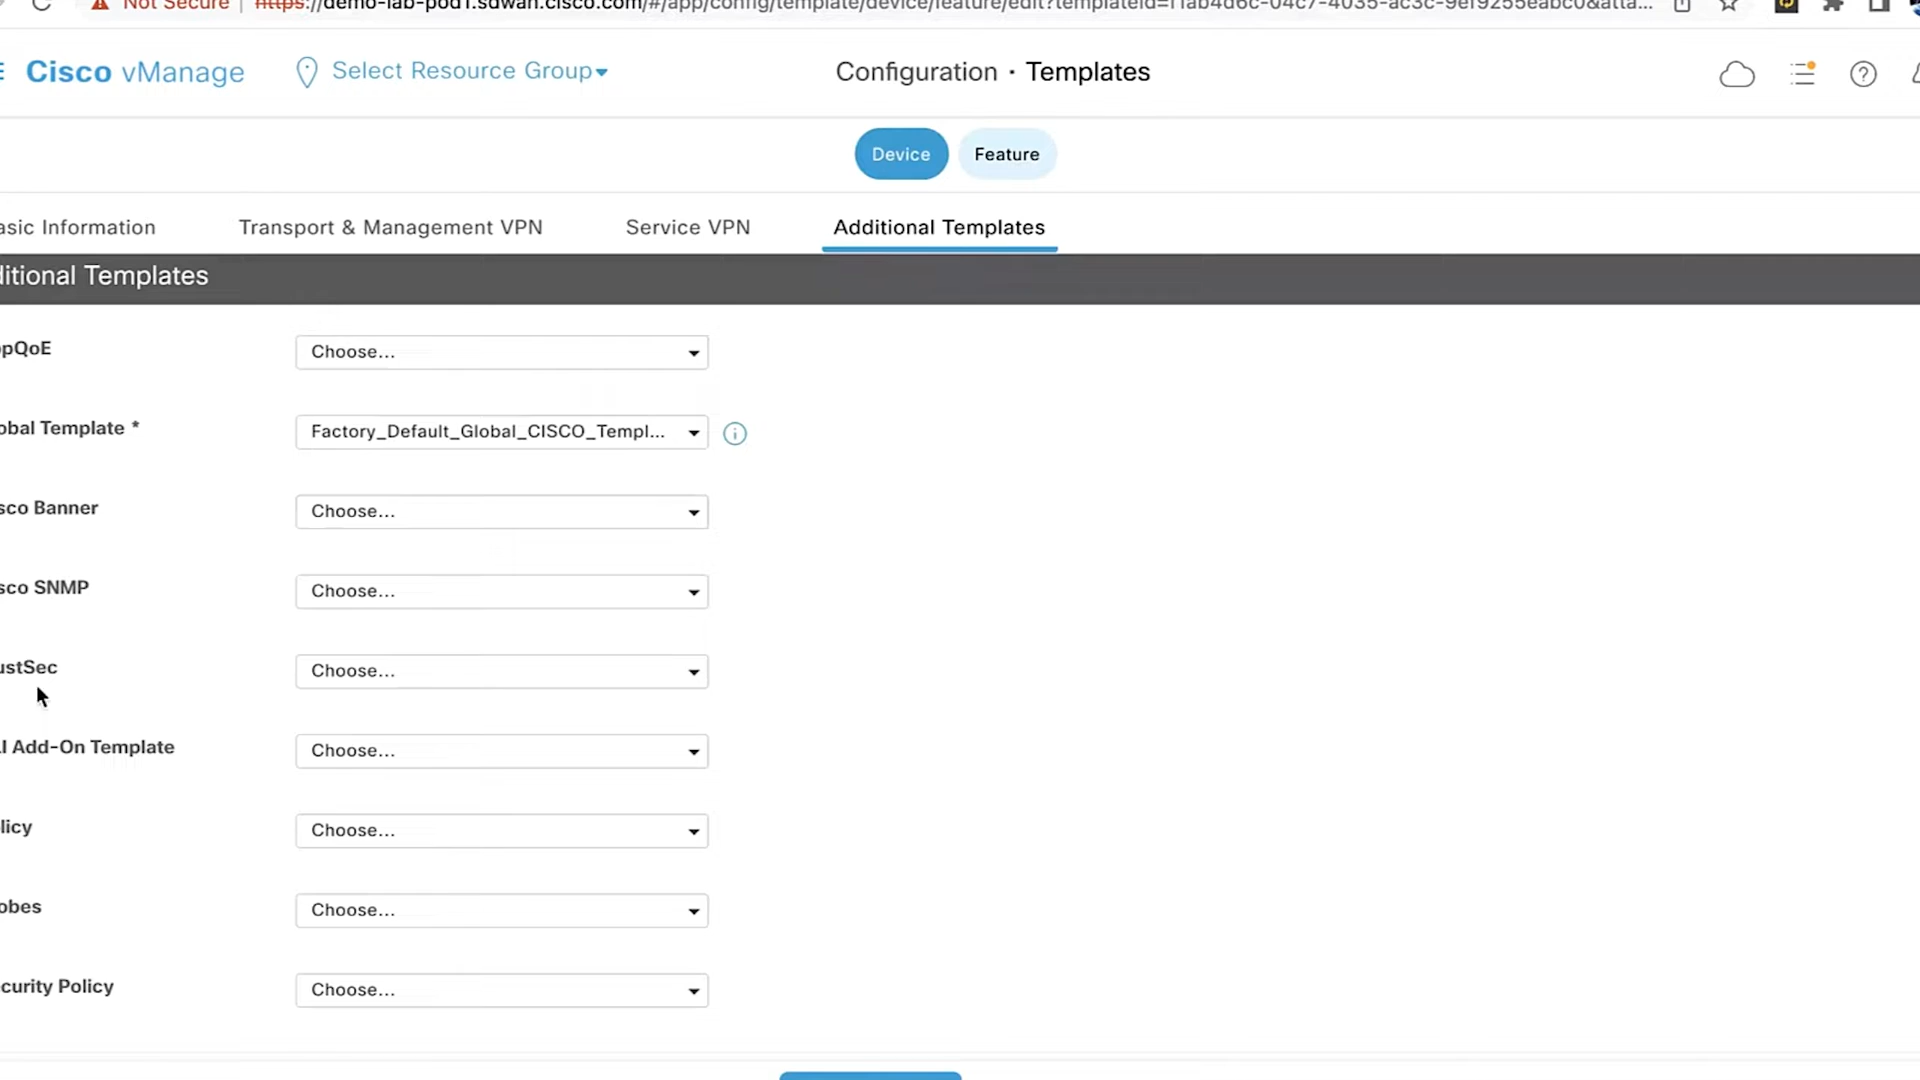 Not Secure | https://demo-lab-pod1.sdwan.cisco.com/#/app/config/template/device/feature/edit?templateId=f1ab4d6c-04c7-4035-ac3c-9ef9255eabc0&atta...
Cisco vManage Select Resource Group Configuration · Templates
Device Feature
asic Information Transport & Management VPN Service VPN Additional Templates
ditional Templates
ppQoE Choose...
obal Template * Factory_Default_Global_CISCO_Templ...
sco Banner Choose...
sco SNMP Choose...
ustSec Choose...
LI Add-On Template Choose...
licy Choose...
obes Choose...
curity Policy Choose...